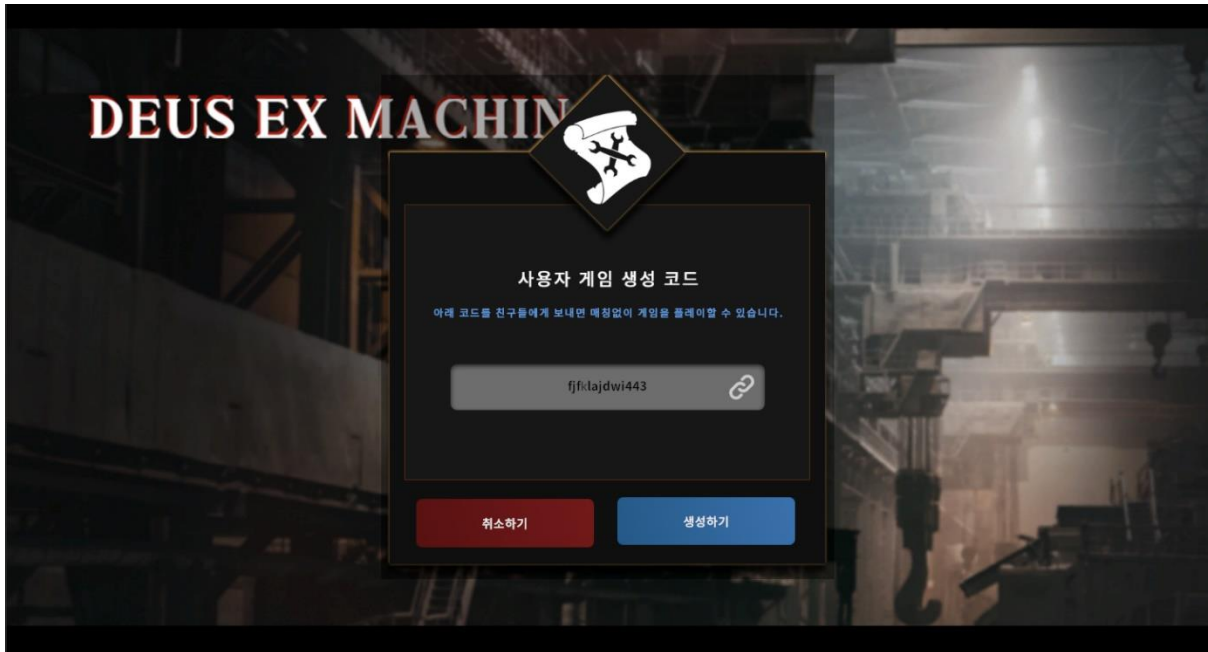 DEUS EX MACHIN
사용자 게임 생성 코드
아래 코드를 친구들에게 보내면 매칭없이 게임을 플레이할 수 있습니다.
fjfklajdwi443
취소하기
생성하기